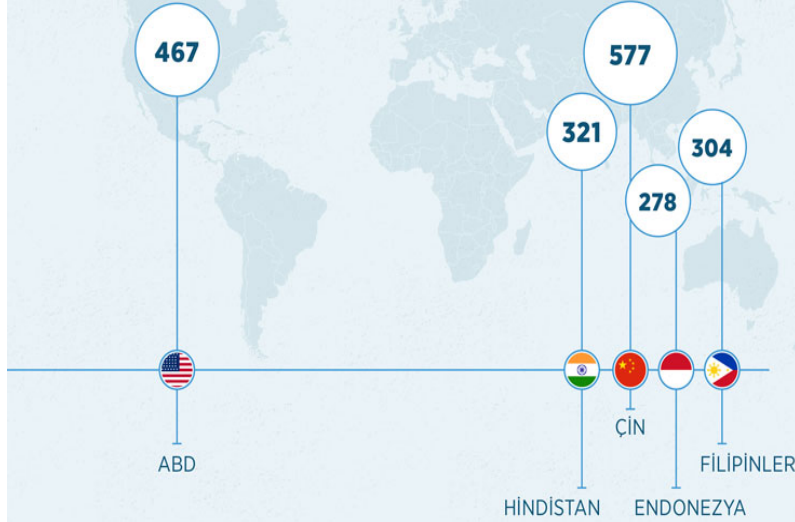 467
577
321
304
278
ÇİN
ABD
FİLİPİNLER
HİNDİSTAN
ENDONEZYA